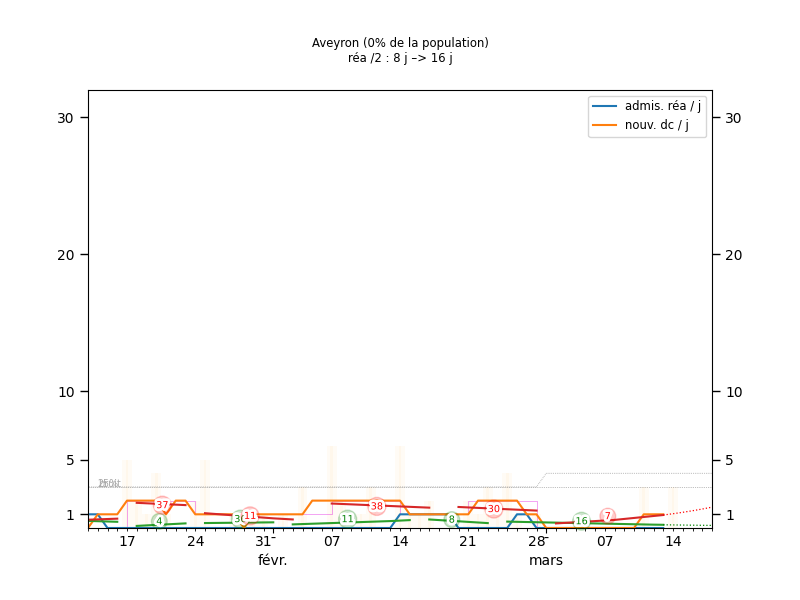 Aveyron (0% de la population)
réa /2 : 8 j –> 16 j
admis. réa / j
nouv. dc / j
30 30
20 20
10 10
5 5
1 1
37 4 11 11 38 8 30 16 7
17 24 31 07 14 21 28 07 14
févr. mars